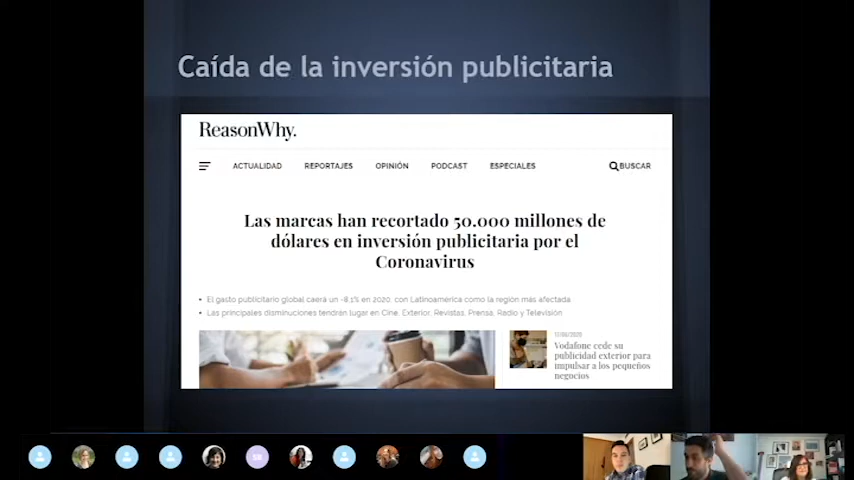 Caída de la inversión publicitaria
ReasonWhy.
ACTUALIDAD REPORTAJES OPINIÓN PODCAST ESPECIALES BUSCAR
Las marcas han recortado 50.000 millones de
dólares en inversión publicitaria por el
Coronavirus
El gasto publicitario global caerá un -8,1% en 2020, con Latinoamérica como la región más afectada
Las principales disminuciones tendrán lugar en Cine, Exterior, Revistas, Prensa, Radio y Televisión
Vodafone cede su
publicidad exterior para
impulsar a los pequeños
negocios